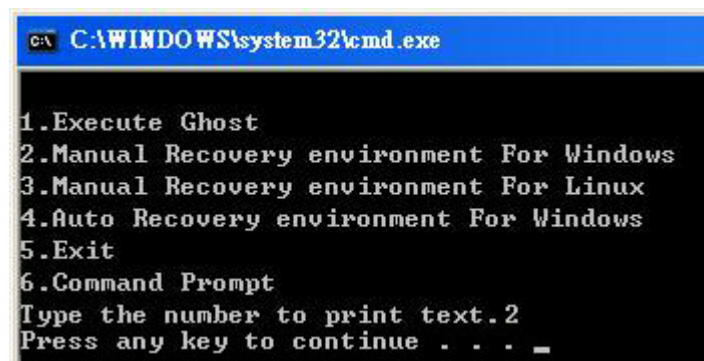 C:\WINDOWS\system32\cmd.exe
1.Execute Ghost
2.Manual Recovery environment For Windows
3.Manual Recovery environment For Linux
4.Auto Recovery environment For Windows
5.Exit
6.Command Prompt
Type the number to print text.2
Press any key to continue . . . _